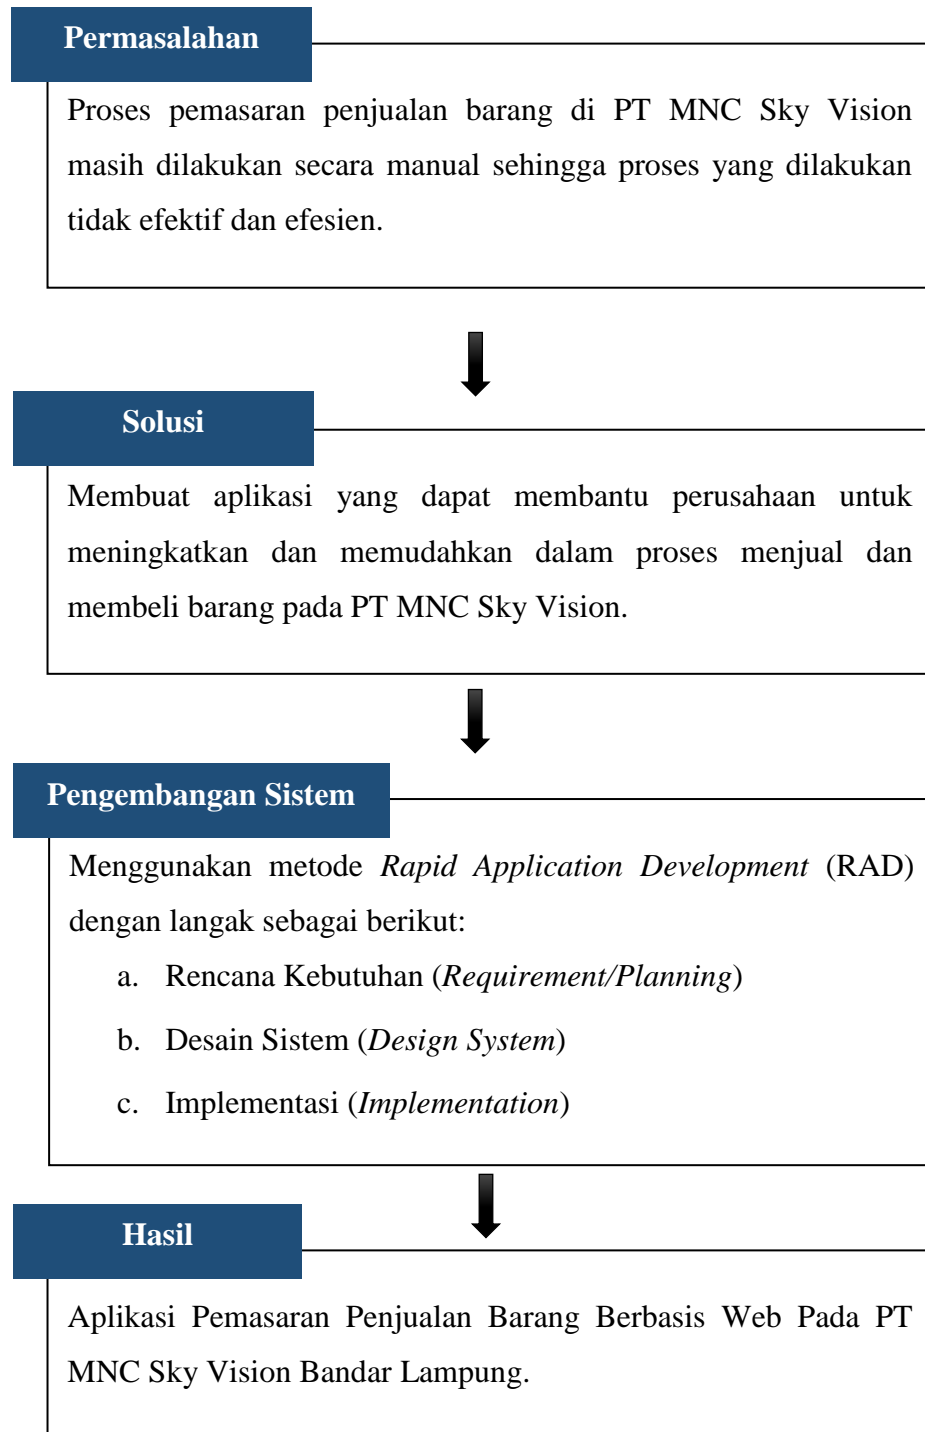 Permasalahan
Proses pemasaran penjualan barang di PT MNC Sky Vision
masih dilakukan secara manual sehingga proses yang dilakukan
tidak efektif dan efesien.
Solusi
Membuat aplikasi yang dapat membantu perusahaan untuk
meningkatkan dan memudahkan dalam proses menjual dan
membeli barang pada PT MNC Sky Vision.
Pengembangan Sistem
Menggunakan metode Rapid Application Development (RAD)
dengan langak sebagai berikut:
a. Rencana Kebutuhan (Requirement/Planning)
b. Desain Sistem (Design System)
c. Implementasi (Implementation)
Hasil
Aplikasi Pemasaran Penjualan Barang Berbasis Web Pada PT
MNC Sky Vision Bandar Lampung.